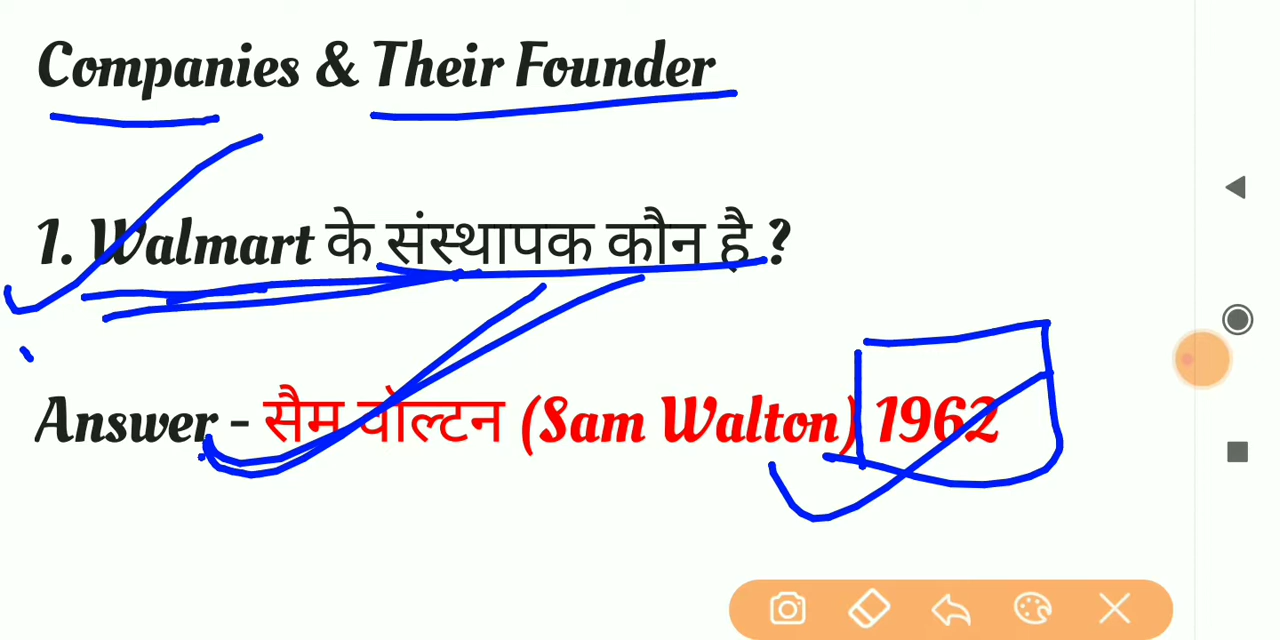 Companies & Their Founder
1. Walmart के संस्थापक कौन है ?
Answer - सैम वॉल्टन (Sam Walton) 1962